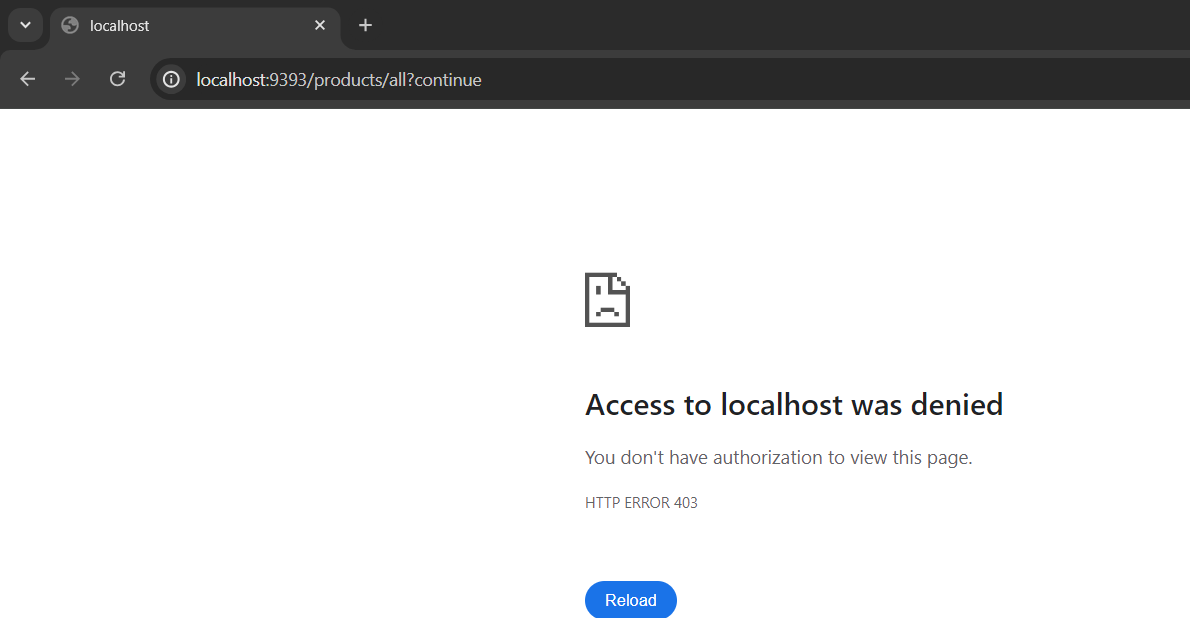 localhost
localhost:9393/products/all?continue
Access to localhost was denied
You don't have authorization to view this page.
HTTP ERROR 403
Reload